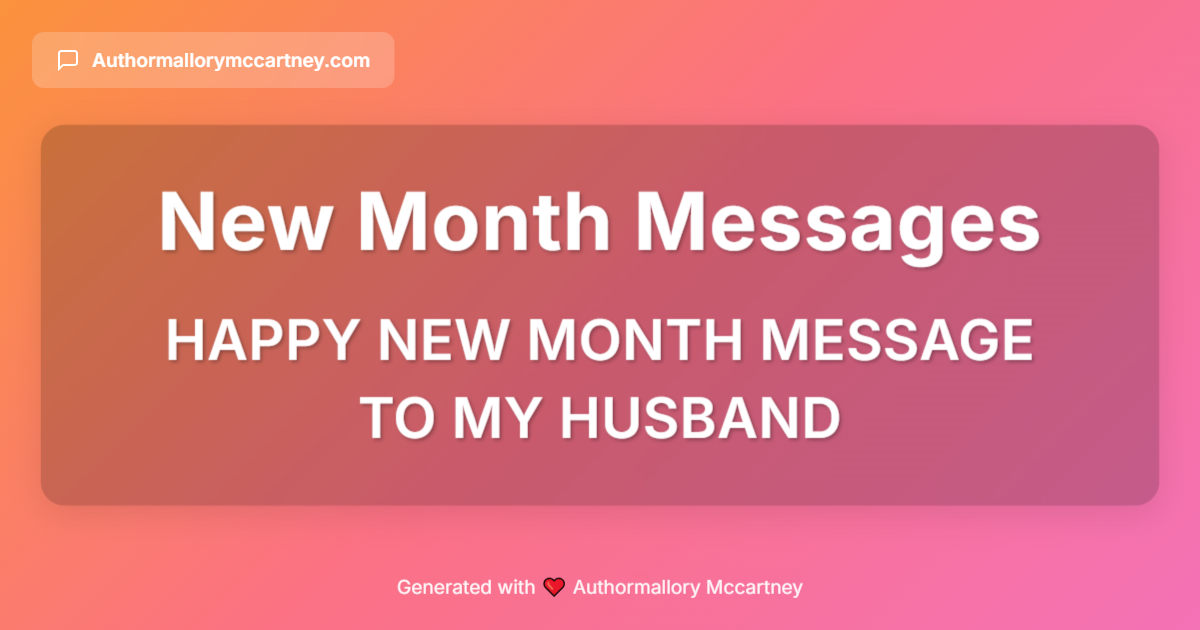 Authormallorymccartney.com
New Month Messages
HAPPY NEW MONTH MESSAGE
TO MY HUSBAND
Generated with ❤️ Authormallory Mccartney